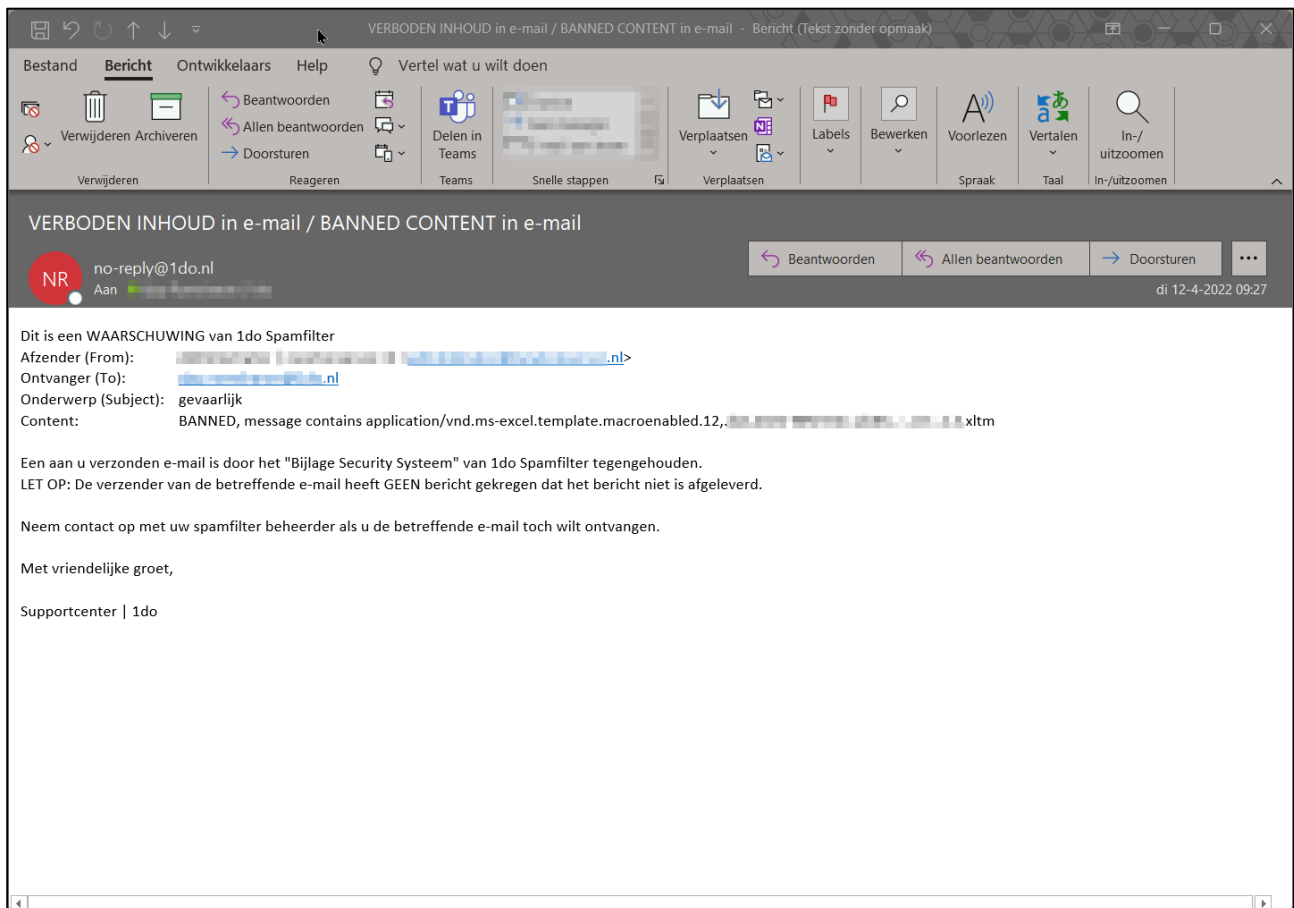 VERBODEN INHOUD in e-mail / BANNED CONTENT in e-mail - Bericht (Tekst zonder opmaak)
Bestand Bericht Ontwikkelaars Help Vertel wat u wilt doen
Verwijderen Archiveren
Beantwoorden
Allen beantwoorden
Doorsturen
Delen in
Teams
Verplaatsen
Labels
Bewerken
Voorlezen
Vertalen
In-/
uitzoomen
Verwijderen Reageren Teams Snelle stappen Verplaatsen Spraak Taal In-/uitzoomen
VERBODEN INHOUD in e-mail / BANNED CONTENT in e-mail
NR
no-reply@1do.nl
Aan
Beantwoorden Allen beantwoorden Doorsturen
di 12-4-2022 09:27
Dit is een WAARSCHUWING van 1do Spamfilter
Afzender (From): .nl>
Ontvanger (To): .nl
Onderwerp (Subject): gevaarlijk
Content: BANNED, message contains application/vnd.ms-excel.template.macroenabled.12,. xltm
Een aan u verzonden e-mail is door het "Bijlage Security Systeem" van 1do Spamfilter tegengehouden.
LET OP: De verzender van de betreffende e-mail heeft GEEN bericht gekregen dat het bericht niet is afgeleverd.
Neem contact op met uw spamfilter beheerder als u de betreffende e-mail toch wilt ontvangen.
Met vriendelijke groet,
Supportcenter | 1do